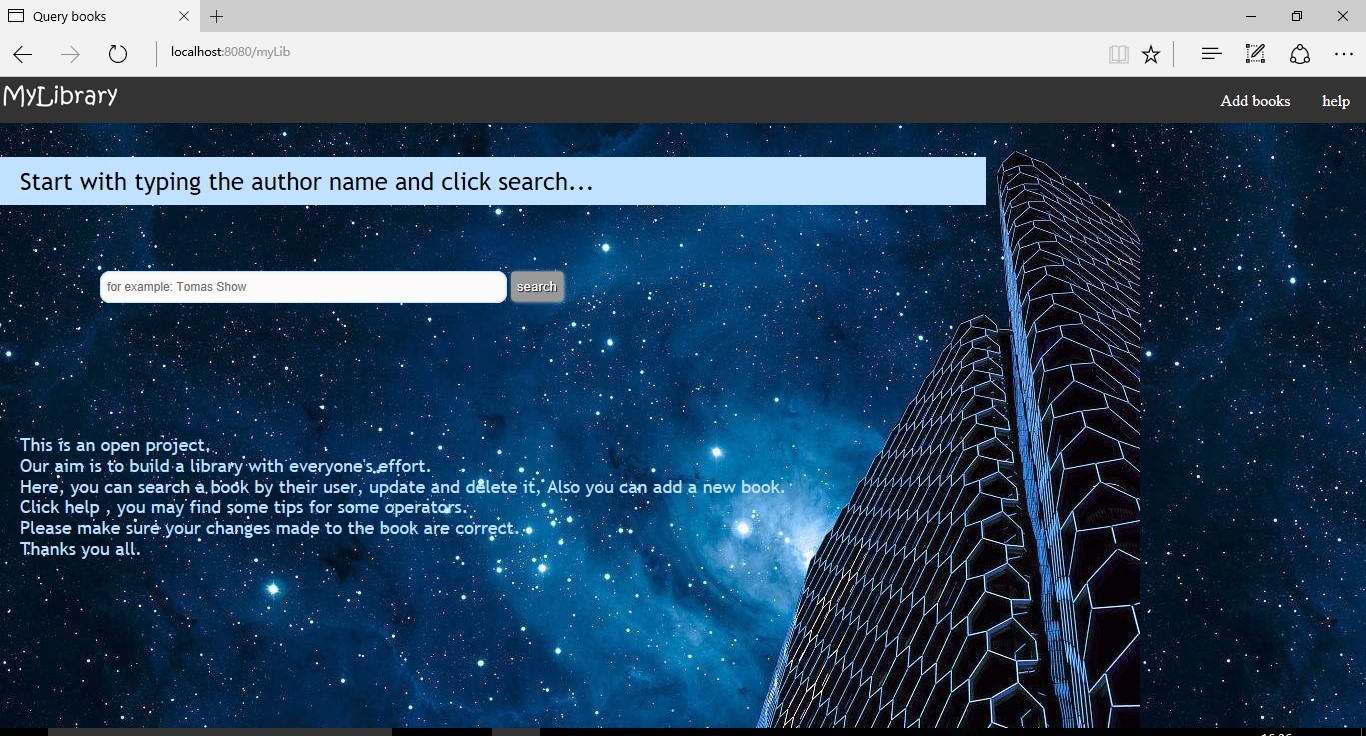 Query books
localhost:8080/myLib
MyLibrary
Add books help
Start with typing the author name and click search...
for example: Tomas Show search
This is an open project.
Our aim is to build a library with everyone's effort.
Here, you can search a book by their user, update and delete it, Also you can add a new book.
Click help , you may find some tips for some operators.
Please make sure your changes made to the book are correct.
Thanks you all.